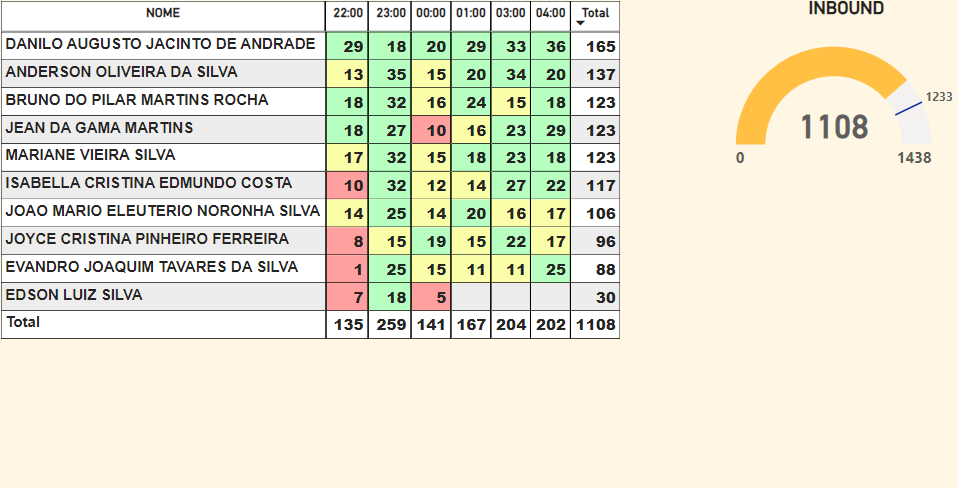 NOME 22:00 23:00 00:00 01:00 03:00 04:00 Total
DANILO AUGUSTO JACINTO DE ANDRADE 29 18 20 29 33 36 165
ANDERSON OLIVEIRA DA SILVA 13 35 15 20 34 20 137
BRUNO DO PILAR MARTINS ROCHA 18 32 16 24 15 18 123
JEAN DA GAMA MARTINS 18 27 10 16 23 29 123
MARIANE VIEIRA SILVA 17 32 15 18 23 18 123
ISABELLA CRISTINA EDMUNDO COSTA 10 32 12 14 27 22 117
JOAO MARIO ELEUTERIO NORONHA SILVA 14 25 14 20 16 17 106
JOYCE CRISTINA PINHEIRO FERREIRA 8 15 19 15 22 17 96
EVANDRO JOAQUIM TAVARES DA SILVA 1 25 15 11 11 25 88
EDSON LUIZ SILVA 7 18 5 30
Total 135 259 141 167 204 202 1108
INBOUND
1233
1108
0 1438